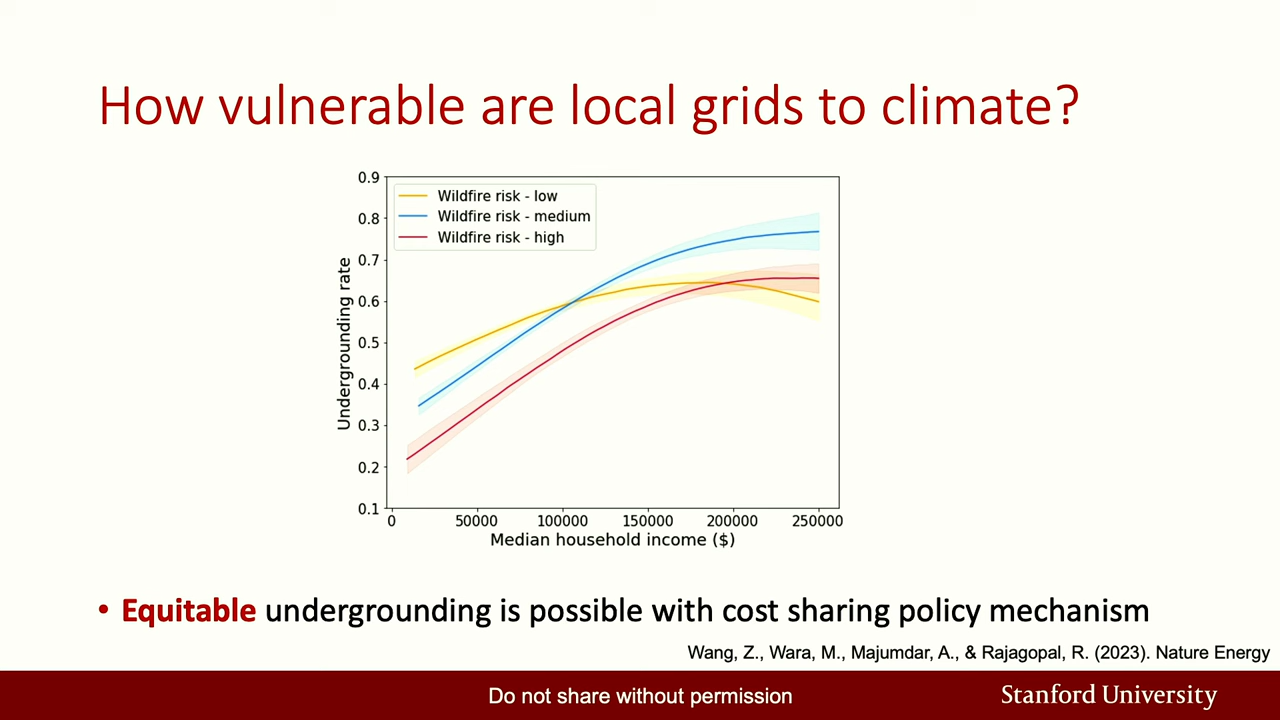 How vulnerable are local grids to climate?
0.9
0.8
0.7
0.6
0.5
0.4
0.3
0.2
0.1
Undergrounding rate
Wildfire risk - low
Wildfire risk - medium
Wildfire risk - high
0 50000 100000 150000 200000 250000
Median household income ($)
• Equitable undergrounding is possible with cost sharing policy mechanism
Wang, Z., Wara, M., Majumdar, A., & Rajagopal, R. (2023). Nature Energy
Do not share without permission
Stanford University